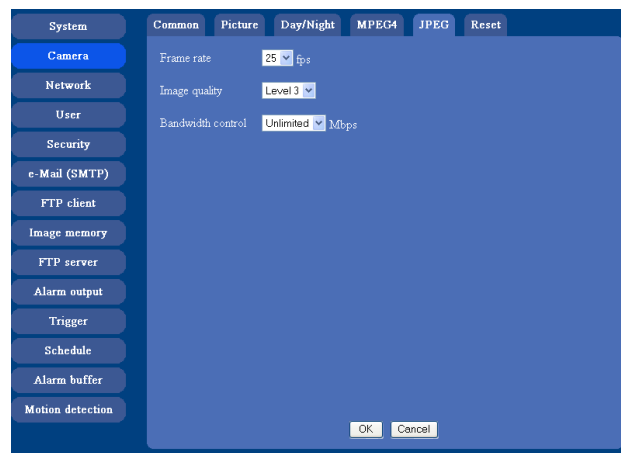 System
Camera
Network
User
Security
e-Mail (SMTP)
FTP client
Image memory
FTP server
Alarm output
Trigger
Schedule
Alarm buffer
Motion detection
Common Picture Day/Night MPEG4 JPEG Reset
Frame rate 25 fps
Image quality Level 3
Bandwidth control Unlimited Mbps
OK Cancel